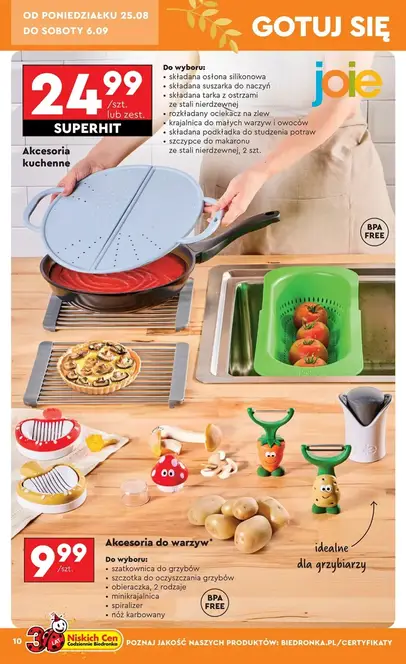 OD PONIEDZIAŁKU 25.08
DO SOBOTY 6.09
GOTUJ SIĘ
24.99
/szt.
lub zest.
SUPERHIT
Akcesoria
kuchenne
Do wyboru:
• składana osłona silikonowa
• składana suszarka do naczyń
• składana tarka z ostrzami
ze stali nierdzewnej
• rozkładany ociekacz na zlew
• krajalnica do małych warzyw i owoców
• składana podkładka do studzenia potraw
• szczypce do makaronu
ze stali nierdzewnej, 2 szt.
joie
BPA
FREE
9.99
/szt.
Akcesoria do warzyw
Do wyboru:
• szatkownica do grzybów
• szczotka do oczyszczania grzybów
• obieraczka, 2 rodzaje
• minikrajalnica
• spiralizer
• nóż karbowany
BPA
FREE
idealne
dla grzybiarzy
10
30
Niskich Cen
Codziennie Biedronka
POZNAJ JAKOŚĆ NASZYCH PRODUKTÓW: BIEDRONKA.PL/CERTYFIKATY